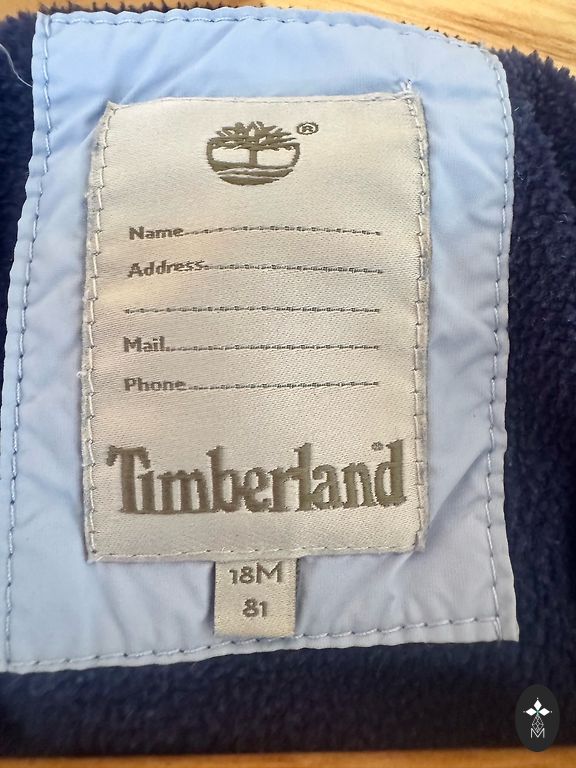 ®
Name
Address
Mail
Phone
Timberland®
18M
81
M